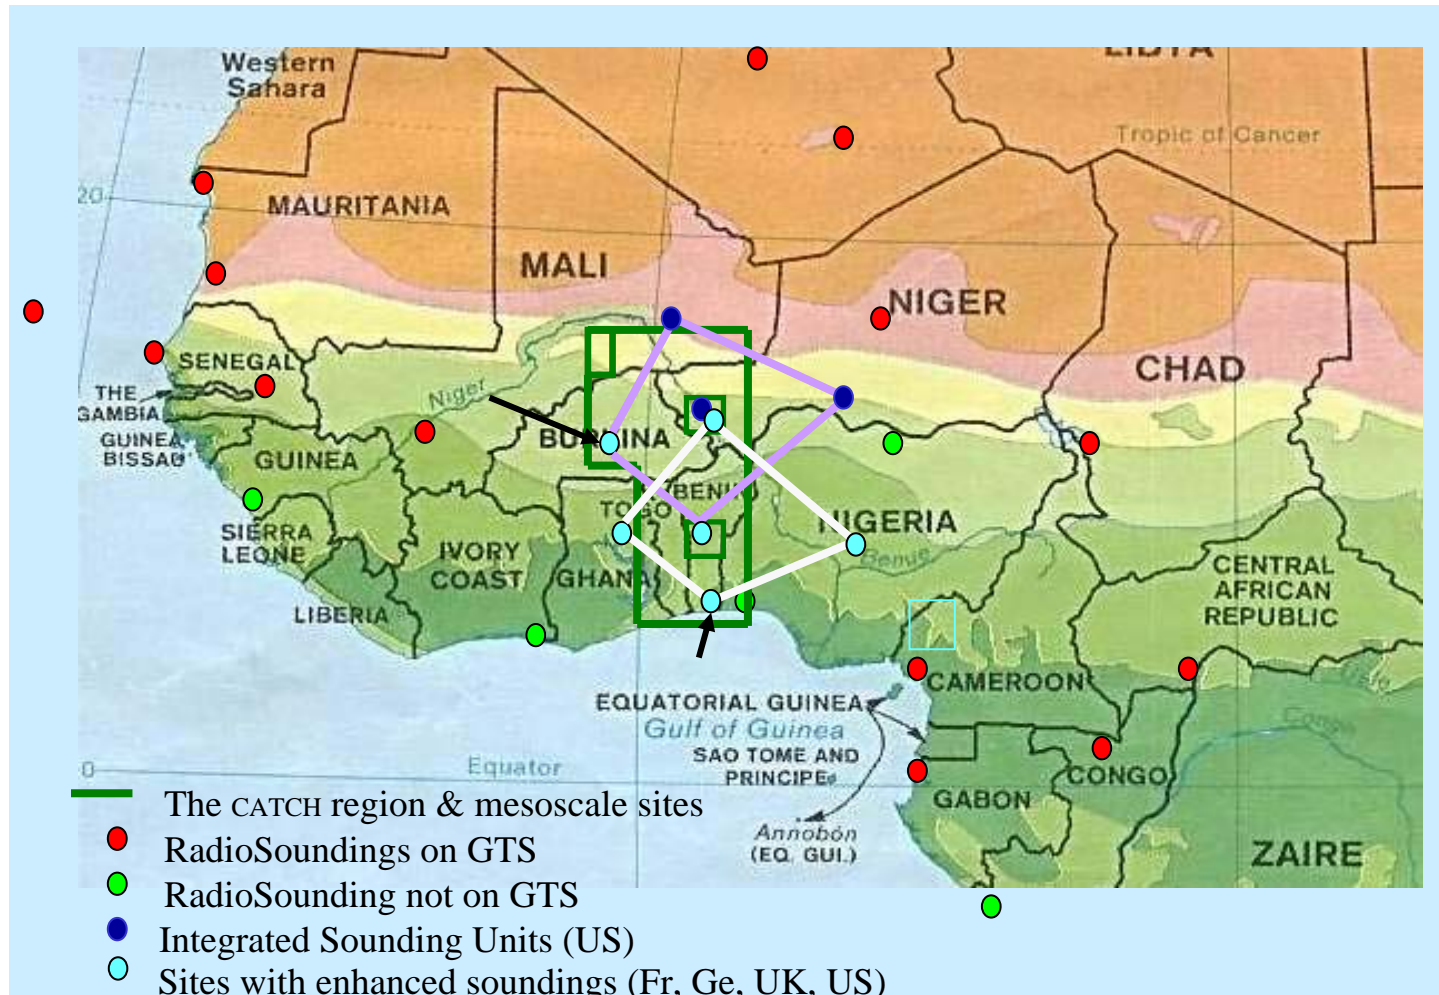 LIBYA
Western
Sahara
Tropic of Cancer
20
MAURITANIA
MALI
NIGER
CHAD
SENEGAL
THE
GAMBIA
Niger
GUINEA
BISSAU
GUINEA
BURKINA
BENIN
TOGO
NIGERIA
SIERRA
LEONE
IVORY
COAST
GHANA
Benue
CENTRAL
AFRICAN
REPUBLIC
LIBERIA
CAMEROON
EQUATORIAL GUINEA
Gulf of Guinea
SAO TOME AND
PRINCIPE
Congo
0
Equator
CONGO
GABON
Annobón
(EQ. GUI.)
ZAIRE
The CATCH region & mesoscale sites
RadioSoundings on GTS
RadioSounding not on GTS
Integrated Sounding Units (US)
Sites with enhanced soundings (Fr, Ge, UK, US)